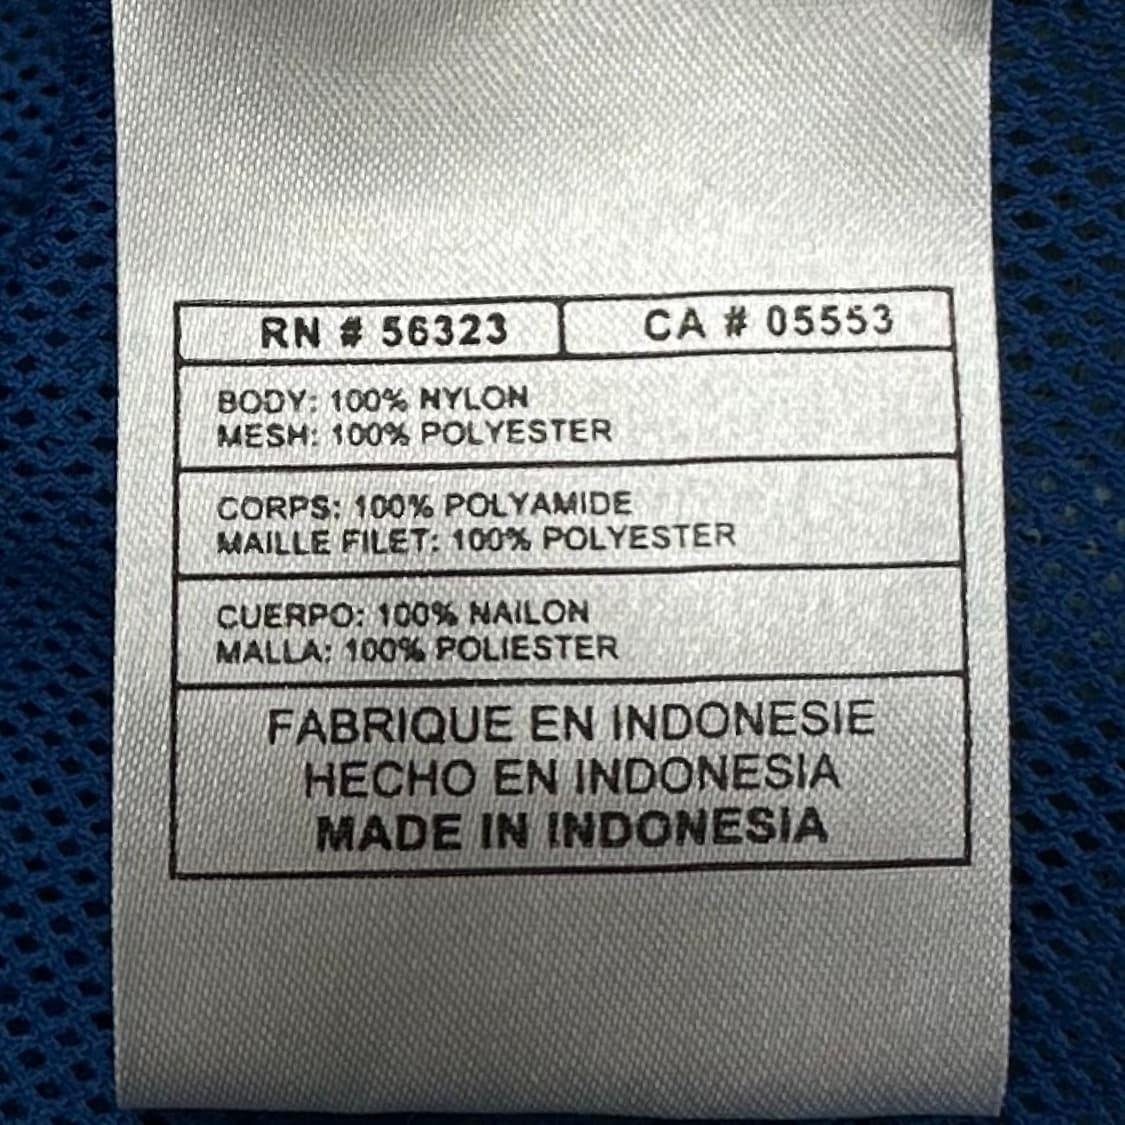 RN # 56323 CA # 05553
BODY: 100% NYLON
MESH: 100% POLYESTER
CORPS: 100% POLYAMIDE
MAILLE FILET: 100% POLYESTER
CUERPO: 100% NAILON
MALLA: 100% POLIESTER
FABRIQUE EN INDONESIE
HECHO EN INDONESIA
MADE IN INDONESIA